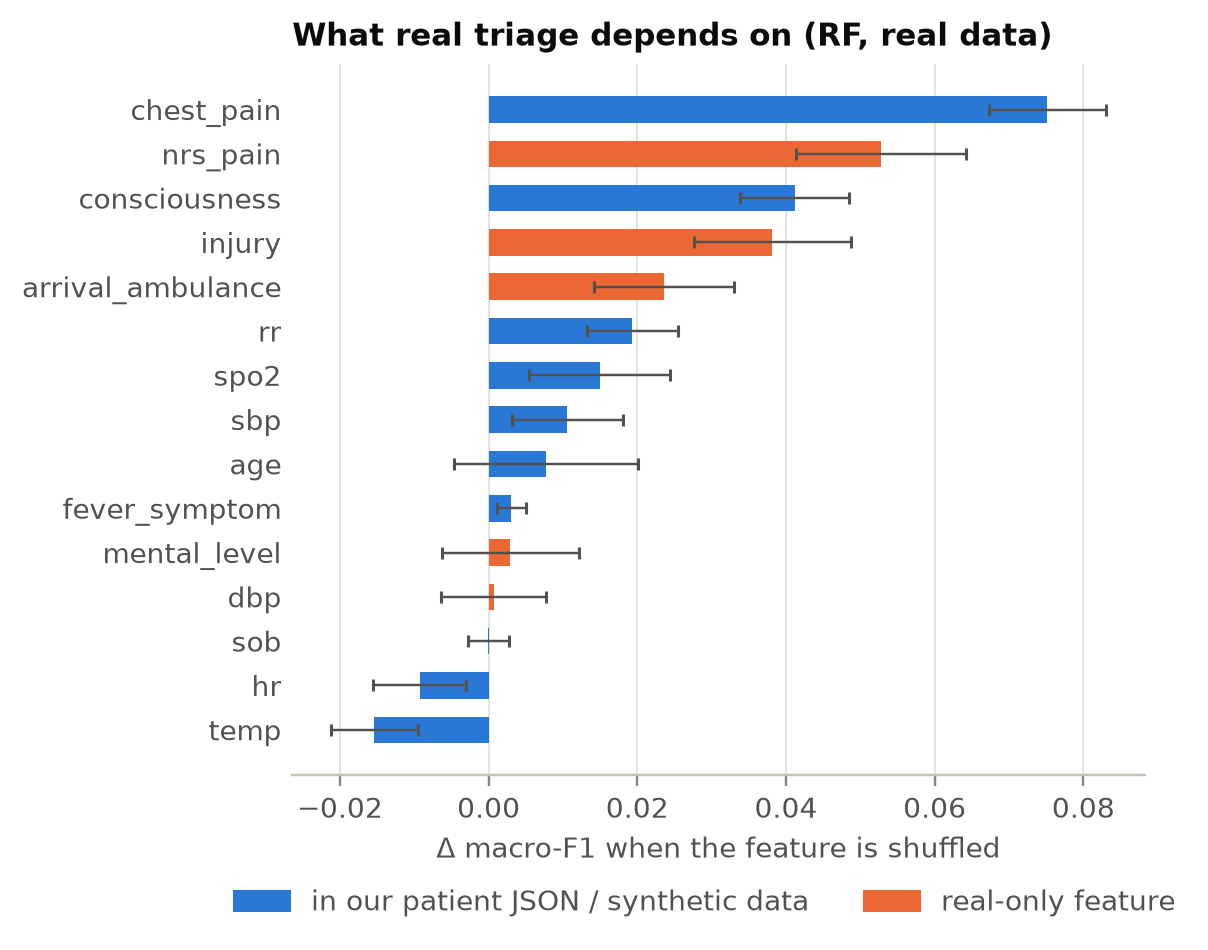 What real triage depends on (RF, real data)
chest_pain
nrs_pain
consciousness
injury
arrival_ambulance
rr
spo2
sbp
age
fever_symptom
mental_level
dbp
sob
hr
temp
−0.02 0.00 0.02 0.04 0.06 0.08
Δ macro-F1 when the feature is shuffled
in our patient JSON / synthetic data real-only feature